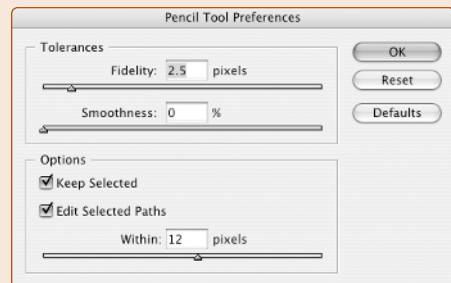 Pencil Tool Preferences
Tolerances
Fidelity: 2.5 pixels
Smoothness: 0 %
OK
Reset
Defaults
Options
Keep Selected
Edit Selected Paths
Within: 12 pixels